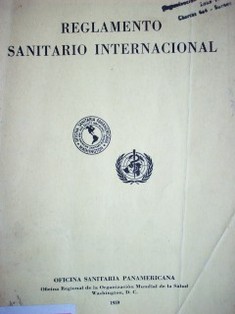 REGLAMENTO
SANITARIO INTERNACIONAL
OFICINA SANITARIA PANAMERICANA
Oficina Regional de la Organización Mundial de la Salud
Washington, D. C.